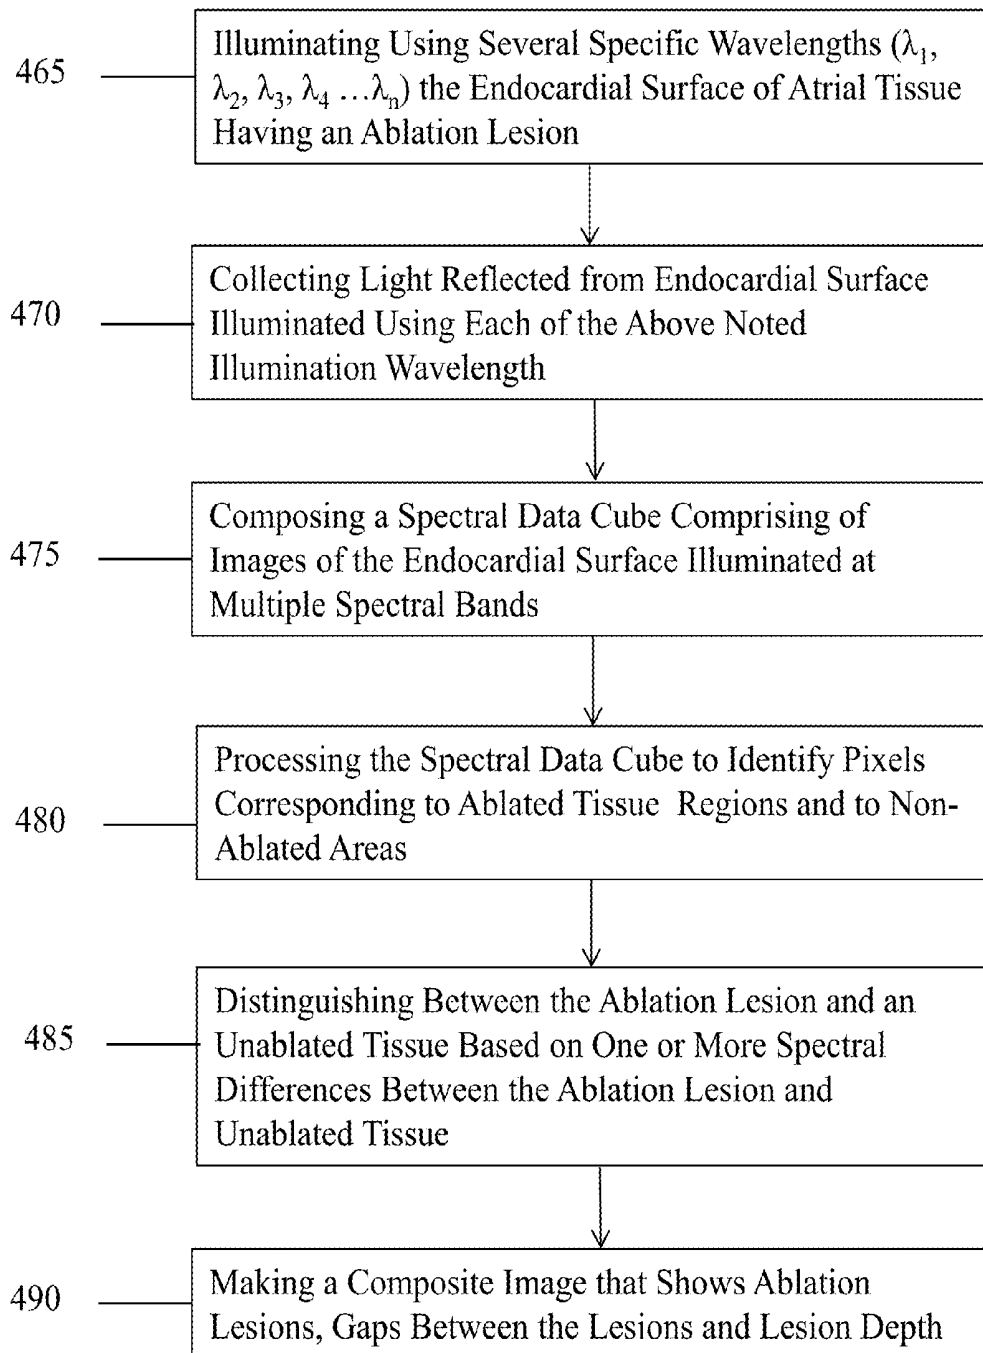 465
Illuminating Using Several Specific Wavelengths (λ₁,
λ₂, λ₃, λ₄ …λₙ) the Endocardial Surface of Atrial Tissue
Having an Ablation Lesion
470
Collecting Light Reflected from Endocardial Surface
Illuminated Using Each of the Above Noted
Illumination Wavelength
475
Composing a Spectral Data Cube Comprising of
Images of the Endocardial Surface Illuminated at
Multiple Spectral Bands
480
Processing the Spectral Data Cube to Identify Pixels
Corresponding to Ablated Tissue Regions and to Non-
Ablated Areas
485
Distinguishing Between the Ablation Lesion and an
Unablated Tissue Based on One or More Spectral
Differences Between the Ablation Lesion and
Unablated Tissue
490
Making a Composite Image that Shows Ablation
Lesions, Gaps Between the Lesions and Lesion Depth